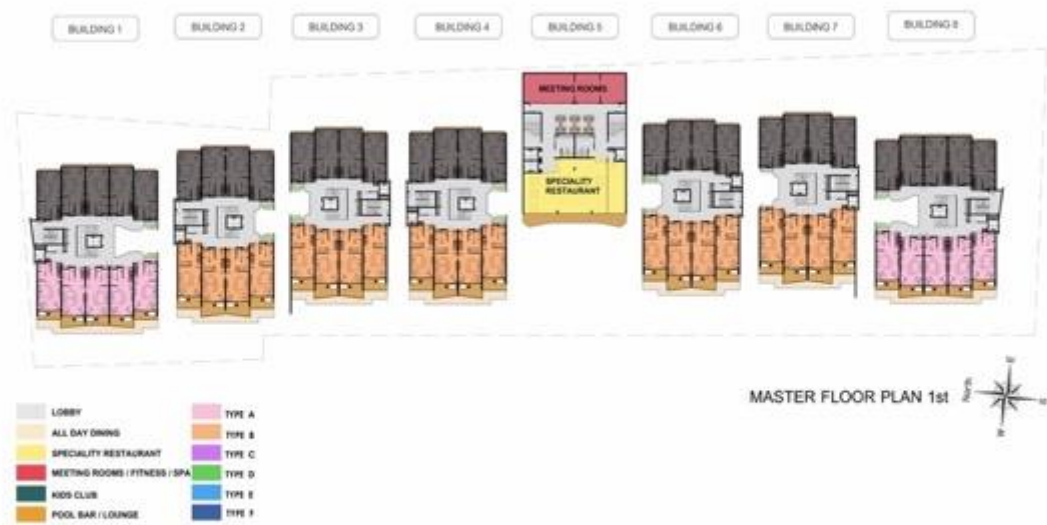 BUILDING 1
BUILDING 2
BUILDING 3
BUILDING 4
BUILDING 5
BUILDING 6
BUILDING 7
BUILDING 8
MEETING ROOMS
SPECIALITY
RESTAURANT
MASTER FLOOR PLAN 1st
North
LOBBY
ALL DAY DINING
SPECIALITY RESTAURANT
MEETING ROOMS / FITNESS / SPA
KIDS CLUB
POOL BAR / LOUNGE
TYPE A
TYPE B
TYPE C
TYPE D
TYPE E
TYPE F